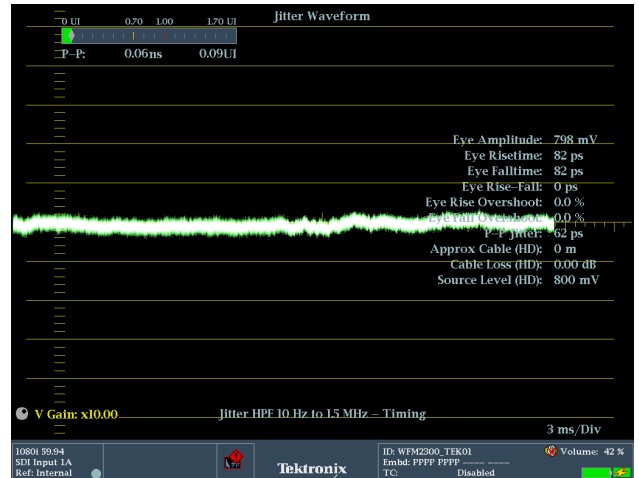 Jitter Waveform
0 UI 0.70 1.00 1.70 UI
P–P: 0.06ns 0.09UI
Eye Amplitude: 798 mV
Eye Risetime: 82 ps
Eye Falltime: 82 ps
Eye Rise–Fall: 0 ps
Eye Rise Overshoot: 0.0 %
Eye Fall Overshoot: 0.0 %
P–P Jitter: 62 ps
Approx Cable (HD): 0 m
Cable Loss (HD): 0.00 dB
Source Level (HD): 800 mV
V Gain: x10.00
Jitter HPF 10 Hz to 1.5 MHz – Timing
3 ms/Div
1080i 59.94
SDI Input 1A
Ref: Internal
Tektronix
ID: WFM2300_TEK01
Embd: PPPP PPPP ---- ----
TC: Disabled
Volume: 42 %